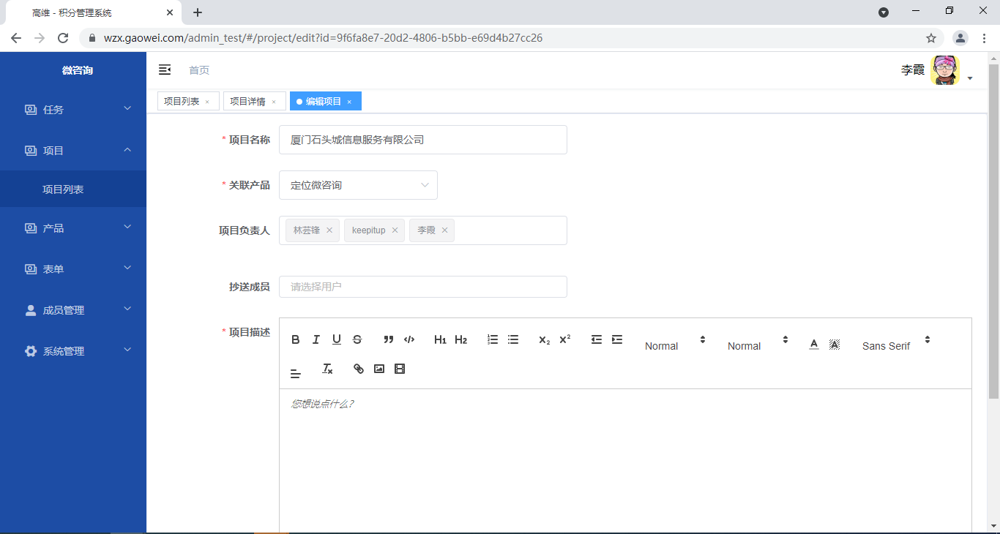 高维 - 积分管理系统
wzx.gaowei.com/admin_test/#/project/edit?id=9f6fa8e7-20d2-4806-b5bb-e69d4b27cc26
微咨询
首页
李霞
任务
项目
项目列表
产品
表单
成员管理
系统管理
项目列表 × 项目详情 × 编辑项目 ×
* 项目名称 厦门石头城信息服务有限公司
* 关联产品 定位微咨询
项目负责人 林芸锋 × keepitup × 李霞 ×
抄送成员 请选择用户
* 项目描述
B I U S H1 H2 X2 X2 Normal Normal A A Sans Serif
Tx
您想说点什么?